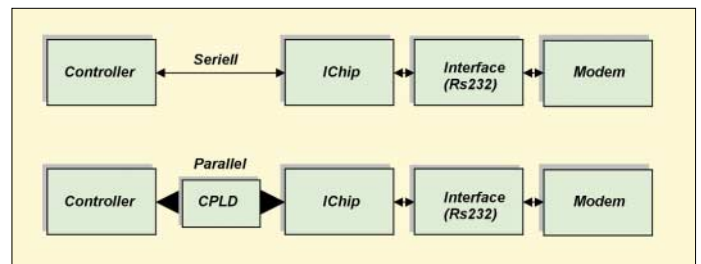 Seriell
Controller
IChip
Interface
(Rs232)
Modem
Parallel
Controller
CPLD
IChip
Interface
(Rs232)
Modem